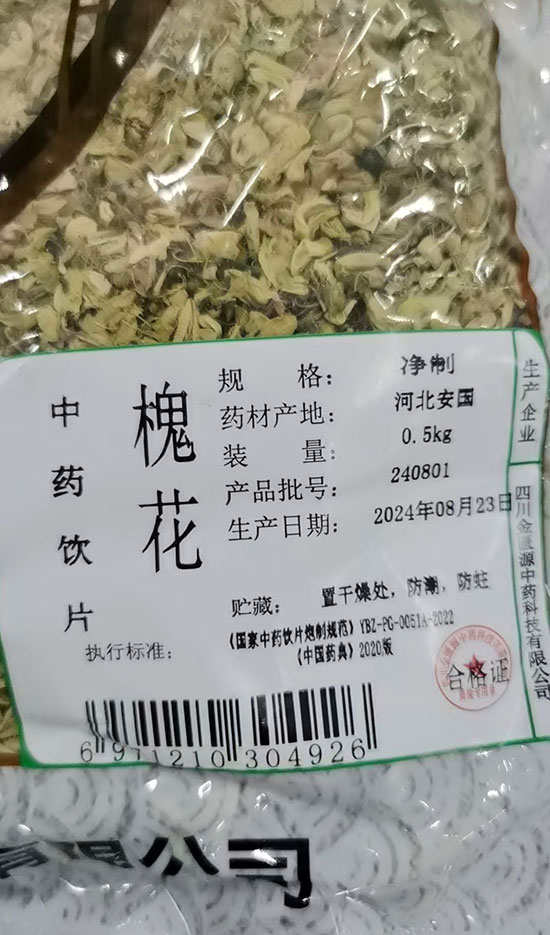 中药饮片
槐花
规格：净制
药材产地：河北安国
装量：0.5kg
产品批号：240801
生产日期：2024年08月23日
贮藏：置干燥处，防潮，防蛀
执行标准：《国家中药饮片炮制规范》YBZ-PG-0051A-2022
《中国药典》2020版
合格证
生产企业
四川金源中药科技有限公司
6 971210 304926
有限公司